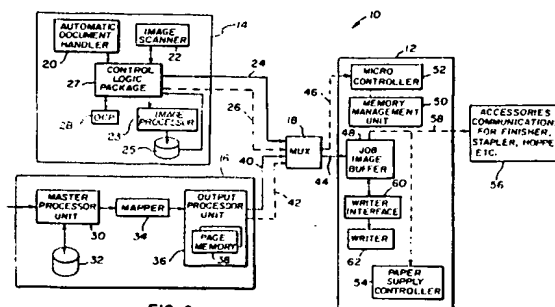 10
AUTOMATIC
DOCUMENT
HANDLER
20
IMAGE
SCANNER
22
14
24
CONTROL
LOGIC
PACKAGE
27
26
OCP
28
IMAGE
PROCESSOR
23
25
MUX
18
16
40
42
44
46
MASTER
PROCESSOR
UNIT
30
32
MAPPER
34
OUTPUT
PROCESSOR
UNIT
36
PAGE
MEMORY
38
12
MICRO
CONTROLLER
52
MEMORY
MANAGEMENT
UNIT
50
58
48
JOB
IMAGE
BUFFER
60
WRITER
INTERFACE
WRITER
62
PAPER
SUPPLY
CONTROLLER
54
ACCESSORIES
COMMUNICATION
FOR FINISHER,
STAPLER, HOPPER
ETC.
56